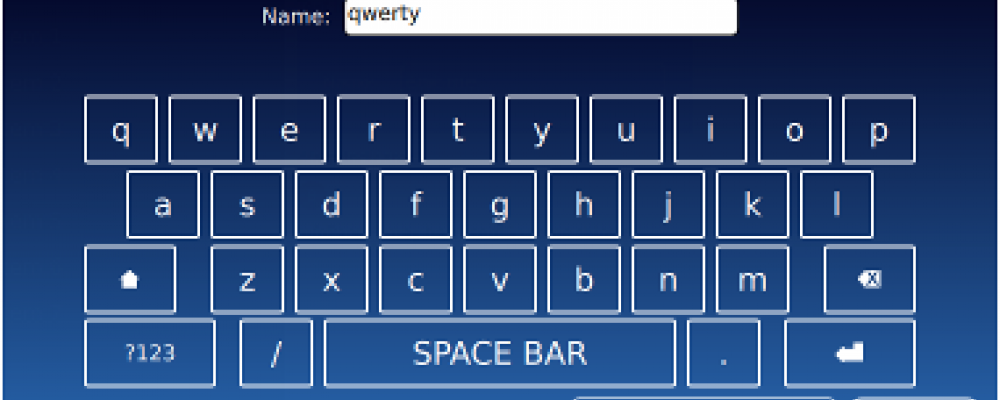 Name: qwerty
q w e r t y u i o p
a s d f g h j k l
z x c v b n m
?123 / SPACE BAR .